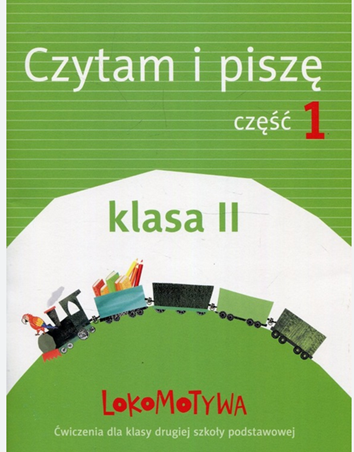 Czytam i piszę
część 1
klasa II
LOKOMOTYWA
Ćwiczenia dla klasy drugiej szkoły podstawowej